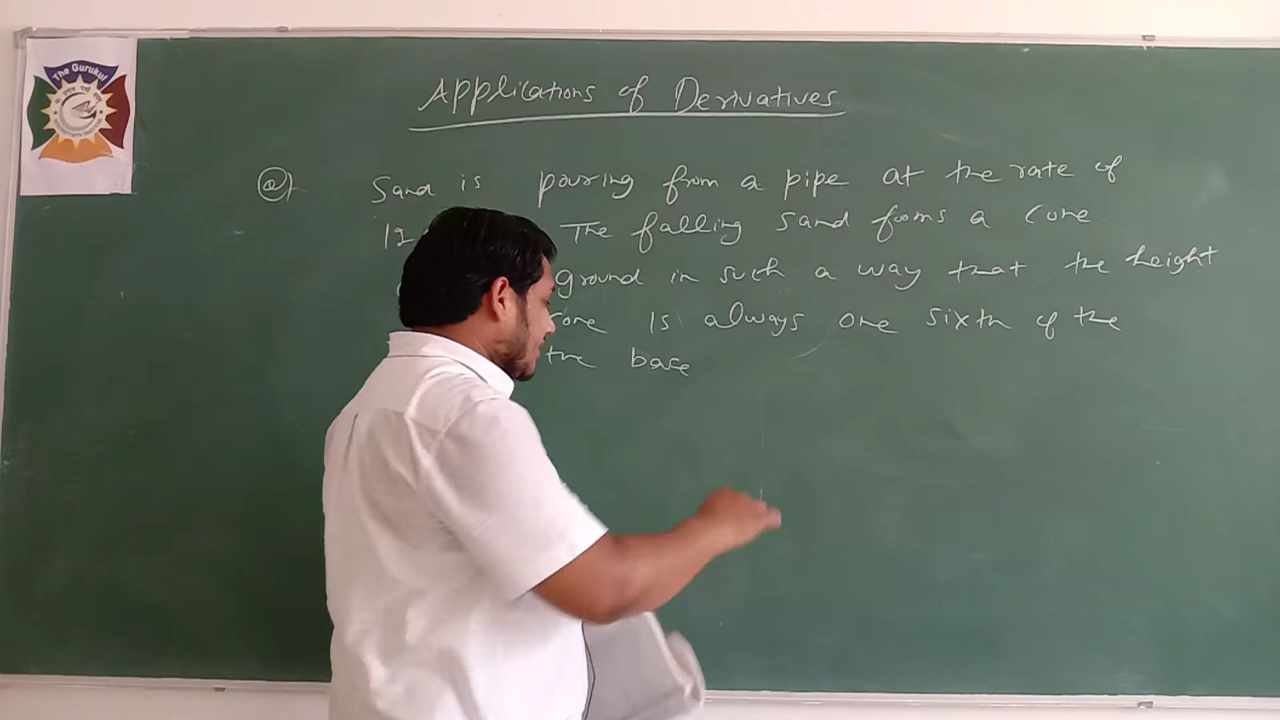 The Gurukul
Applications of Derivatives
Q) Sand is pouring from a pipe at the rate of
12 The falling sand forms a cone
ground in such a way that the height
cone is always one sixth of the
the base